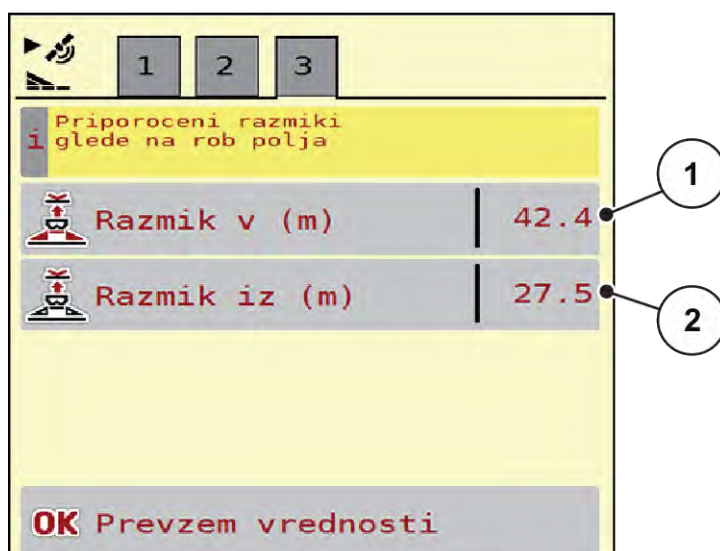 1 2 3
i Priporoceni razmiki
glede na rob polja
Razmik v (m) 42.4
1
Razmik iz (m) 27.5
2
OK Prevzem vrednosti